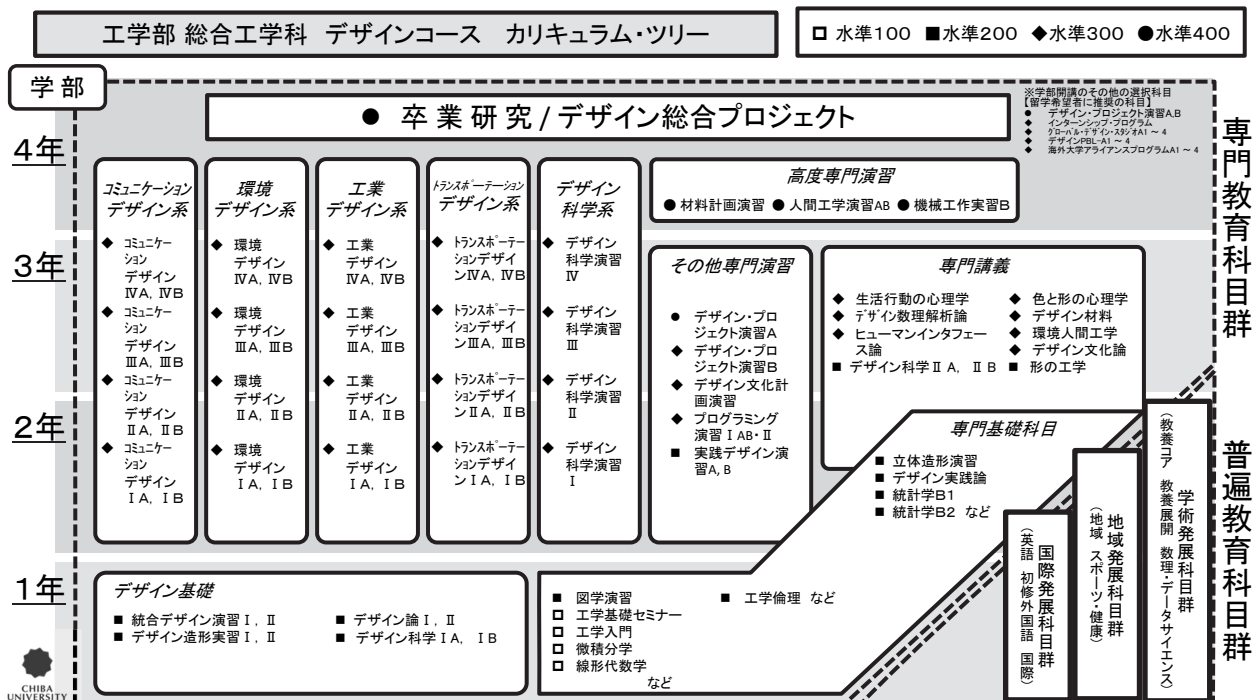 工学部 総合工学科 デザインコース カリキュラム・ツリー
□ 水準100 ■水準200 ◆水準300 ●水準400
学部
● 卒業研究/デザイン総合プロジェクト
※学部開講のその他の選択科目
【留学希望者に推奨の科目】
● デザイン・プロジェクト演習A,B
◆ インターンシップ・プログラム
◆ グローバル・デザイン・スタジオA1 ～ 4
◆ デザインPBL-A1 ～ 4
◆ 海外大学アライアンスプログラムA1 ～ 4
専門教育科目群
4年
3年
2年
1年
コミュニケーション
デザイン系
◆ コミュニケー
ション
デザイン
ⅣA, ⅣB
◆ コミュニケー
ション
デザイン
ⅢA, ⅢB
◆ コミュニケー
ション
デザイン
ⅡA, ⅡB
◆ コミュニケー
ション
デザイン
ⅠA, ⅠB
環境
デザイン系
◆ 環境
デザイン
ⅣA, ⅣB
◆ 環境
デザイン
ⅢA, ⅢB
◆ 環境
デザイン
ⅡA, ⅡB
◆ 環境
デザイン
ⅠA, ⅠB
工業
デザイン系
◆ 工業
デザイン
ⅣA, ⅣB
◆ 工業
デザイン
ⅢA, ⅢB
◆ 工業
デザイン
ⅡA, ⅡB
◆ 工業
デザイン
ⅠA, ⅠB
トランスポーテーション
デザイン系
◆ トランスポーテー
ションデザイ
ンⅣA, ⅣB
◆ トランスポーテー
ションデザイ
ンⅢA, ⅢB
◆ トランスポーテー
ションデザイ
ンⅡA, ⅡB
◆ トランスポーテー
ションデザイ
ンⅠA, ⅠB
デザイン
科学系
◆ デザイン
科学演習
Ⅳ
◆ デザイン
科学演習
Ⅲ
◆ デザイン
科学演習
Ⅱ
◆ デザイン
科学演習
Ⅰ
高度専門演習
● 材料計画演習 ● 人間工学演習AB ● 機械工作実習B
その他専門演習
● デザイン・プロ
ジェクト演習A
◆ デザイン・プロ
ジェクト演習B
◆ デザイン文化計
画演習
◆ プログラミング
演習ⅠAB・Ⅱ
■ 実践デザイン演
習A, B
専門講義
◆ 生活行動の心理学
◆ デザイン数理解析論
◆ ヒューマンインタフェー
ス論
■ デザイン科学ⅡA, ⅡB
◆ 色と形の心理学
◆ デザイン材料
◆ 環境人間工学
◆ デザイン文化論
■ 形の工学
専門基礎科目
■ 立体造形演習
■ デザイン実践論
■ 統計学B1
■ 統計学B2 など
■ 図学演習
□ 工学基礎セミナー
□ 工学入門
□ 微積分学
□ 線形代数学
など
■ 工学倫理 など
デザイン基礎
■ 統合デザイン演習Ⅰ, Ⅱ
■ デザイン造形実習Ⅰ, Ⅱ
■ デザイン論Ⅰ, Ⅱ
■ デザイン科学ⅠA, ⅠB
国際発展科目群
(英語 初修外国語 国際)
地域発展科目群
(地域 スポーツ・健康)
学術発展科目群
(教養コア 教養展開 数理・データサイエンス)
普遍教育科目群
CHIBA
UNIVERSITY